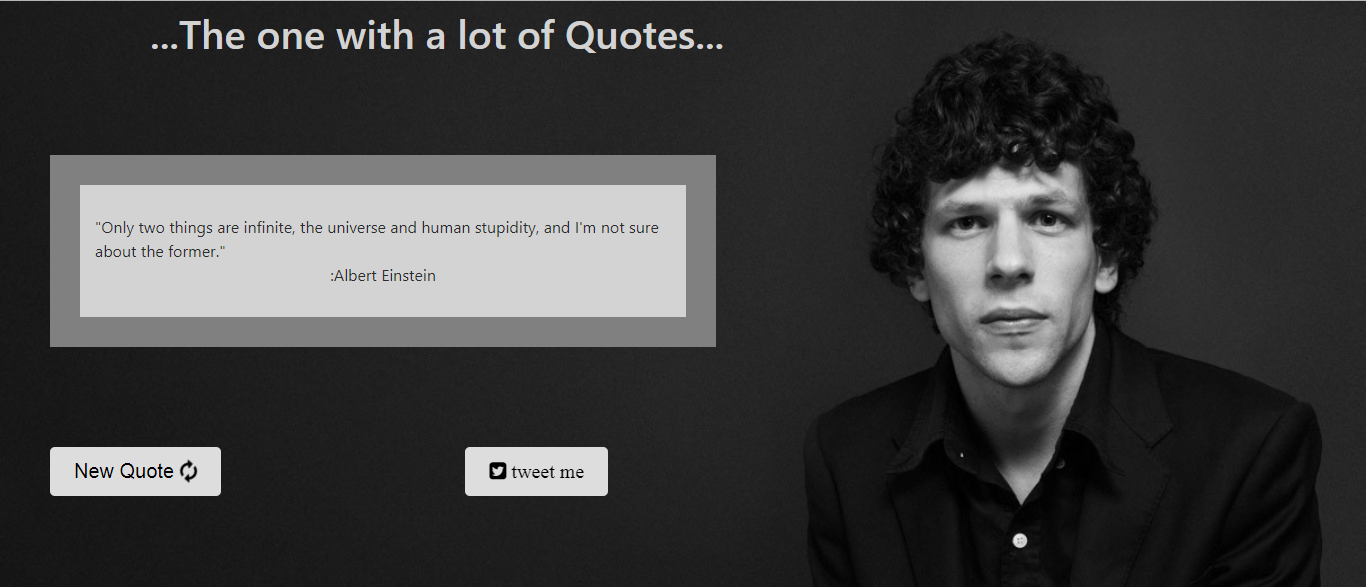 ...The one with a lot of Quotes...
"Only two things are infinite, the universe and human stupidity, and I'm not sure
about the former."
:Albert Einstein
New Quote
tweet me